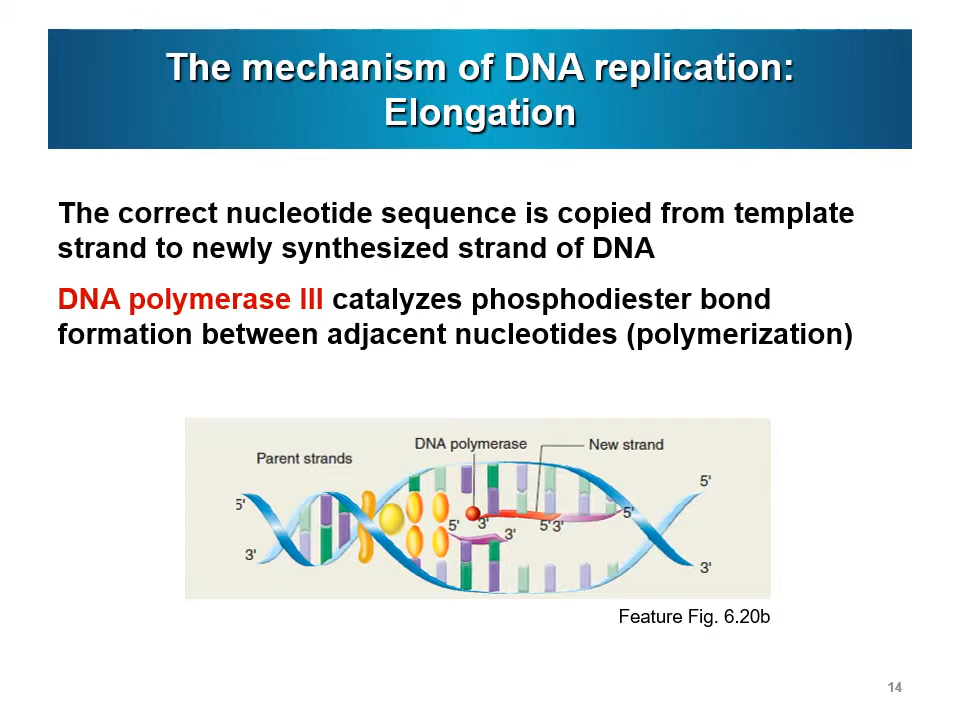 The mechanism of DNA replication:
Elongation
The correct nucleotide sequence is copied from template
strand to newly synthesized strand of DNA
DNA polymerase III catalyzes phosphodiester bond
formation between adjacent nucleotides (polymerization)
DNA polymerase
New strand
Parent strands
5'
5'
5'
5'
3'
5'3'
3'
3'
3'
Feature Fig. 6.20b
14